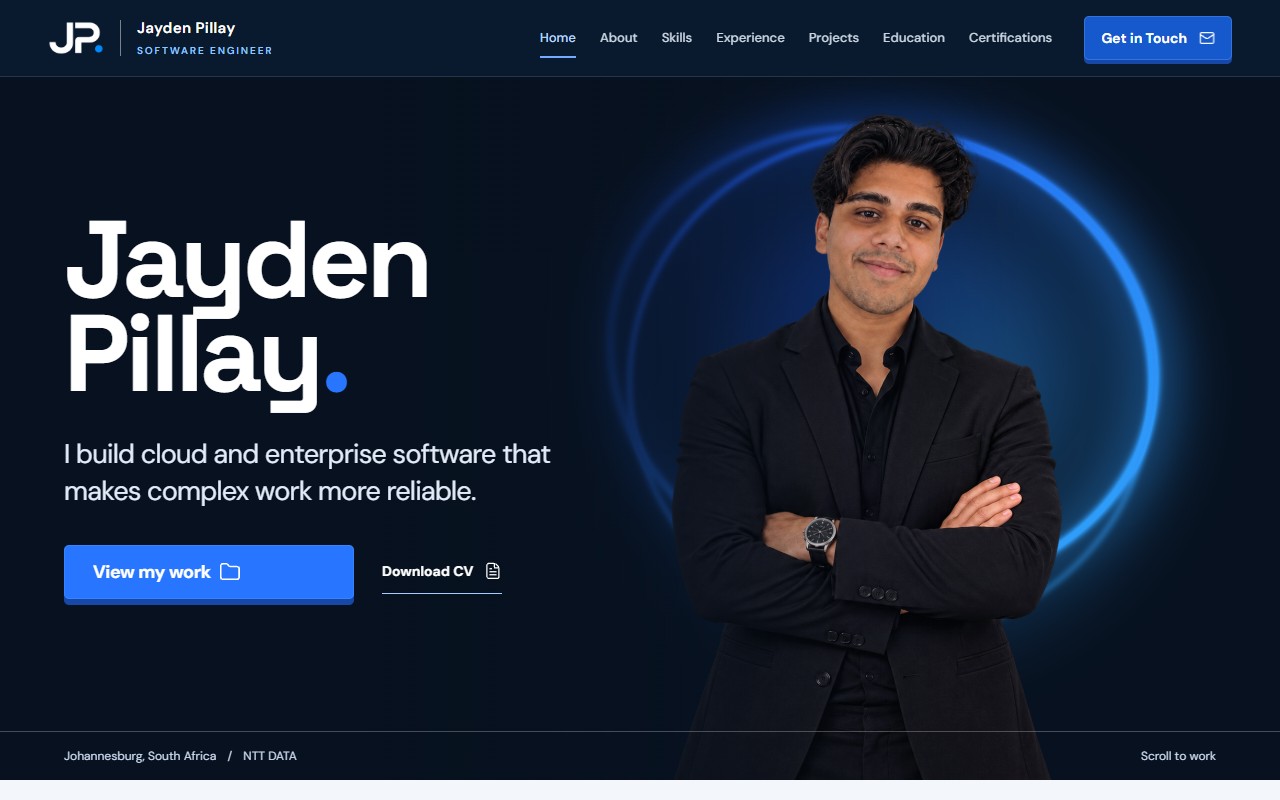 JP.
Jayden Pillay
SOFTWARE ENGINEER
Home About Skills Experience Projects Education Certifications Get in Touch
Jayden
Pillay.
I build cloud and enterprise software that
makes complex work more reliable.
View my work Download CV
Johannesburg, South Africa / NTT DATA Scroll to work